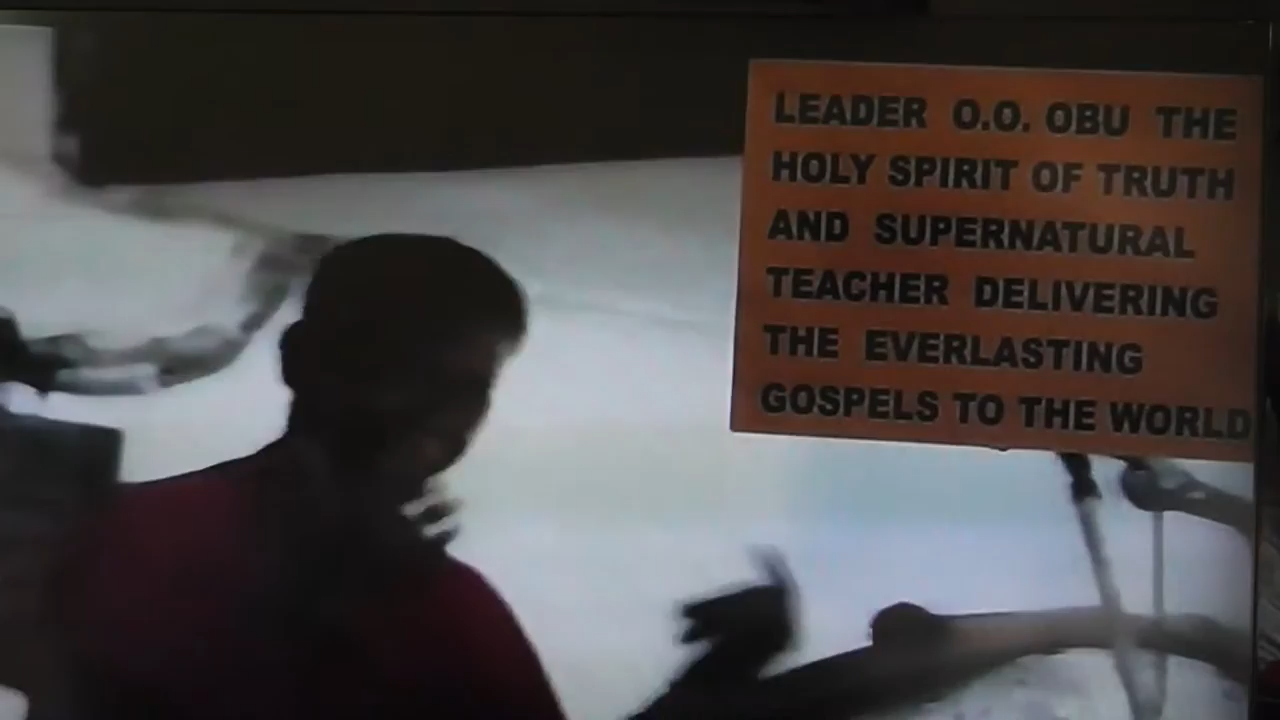 LEADER O.O. OBU THE
HOLY SPIRIT OF TRUTH
AND SUPERNATURAL
TEACHER DELIVERING
THE EVERLASTING
GOSPELS TO THE WORLD